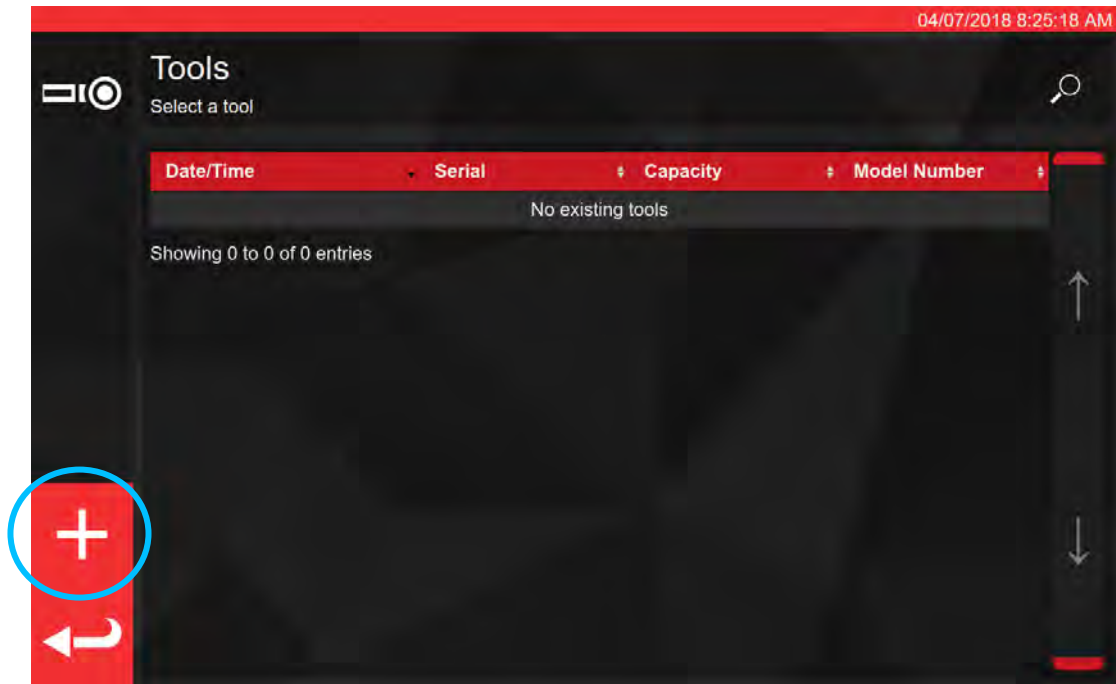 04/07/2018 8:25:18 AM
Tools
Select a tool
Date/Time Serial Capacity Model Number
No existing tools
Showing 0 to 0 of 0 entries